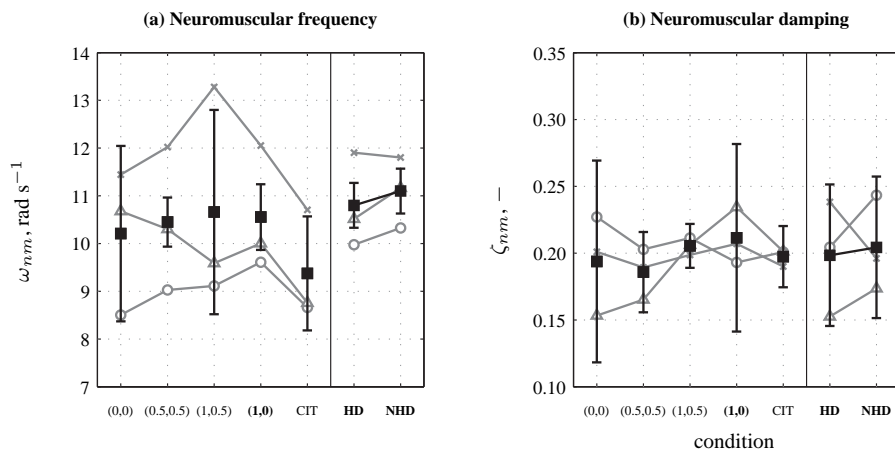 (a) Neuromuscular frequency
14
13
12
11
10
9
8
7
ω_nm, rad s⁻¹
(0,0) (0.5,0.5) (1,0.5) (1,0) CIT HD NHD
(b) Neuromuscular damping
0.35
0.30
0.25
0.20
0.15
0.10
ζ_nm, −
(0,0) (0.5,0.5) (1,0.5) (1,0) CIT HD NHD
condition